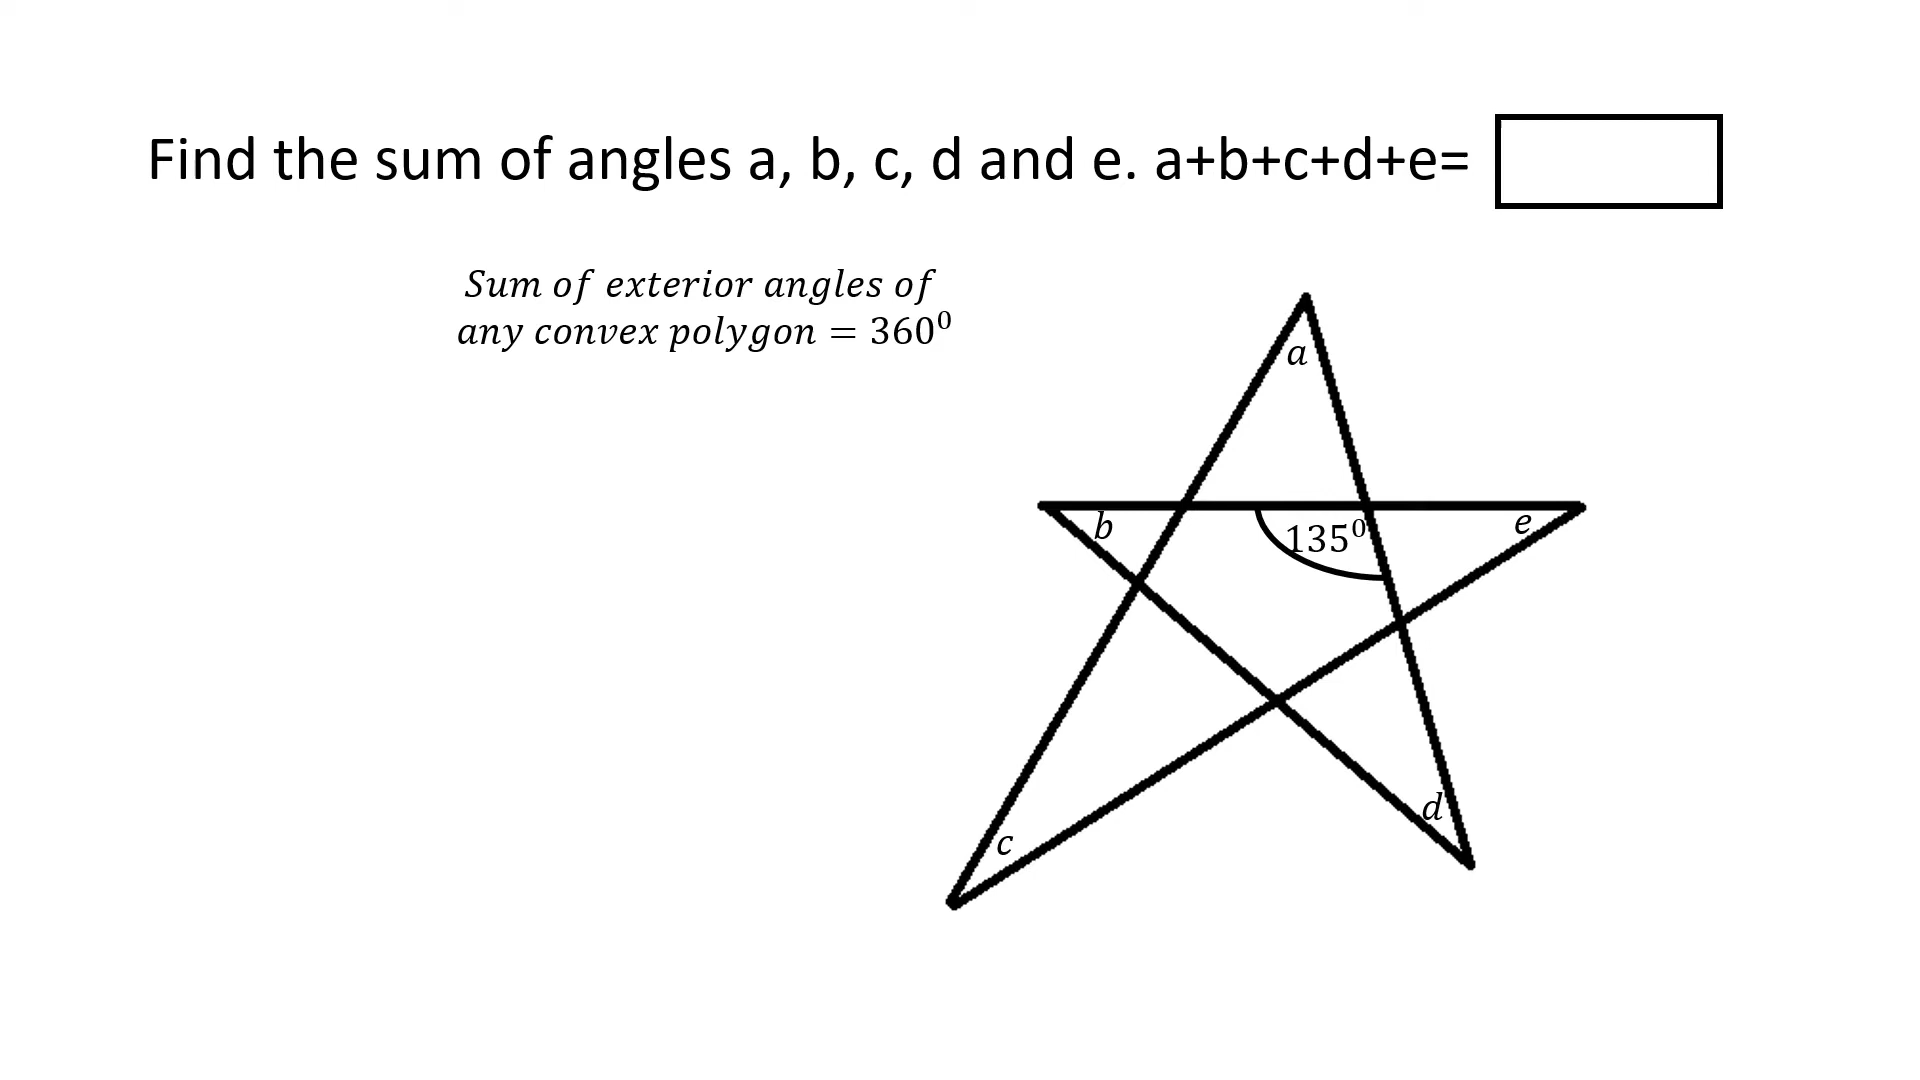 Find the sum of angles a, b, c, d and e. a+b+c+d+e=
Sum of exterior angles of
any convex polygon = 360⁰
a
b
135⁰
e
d
c